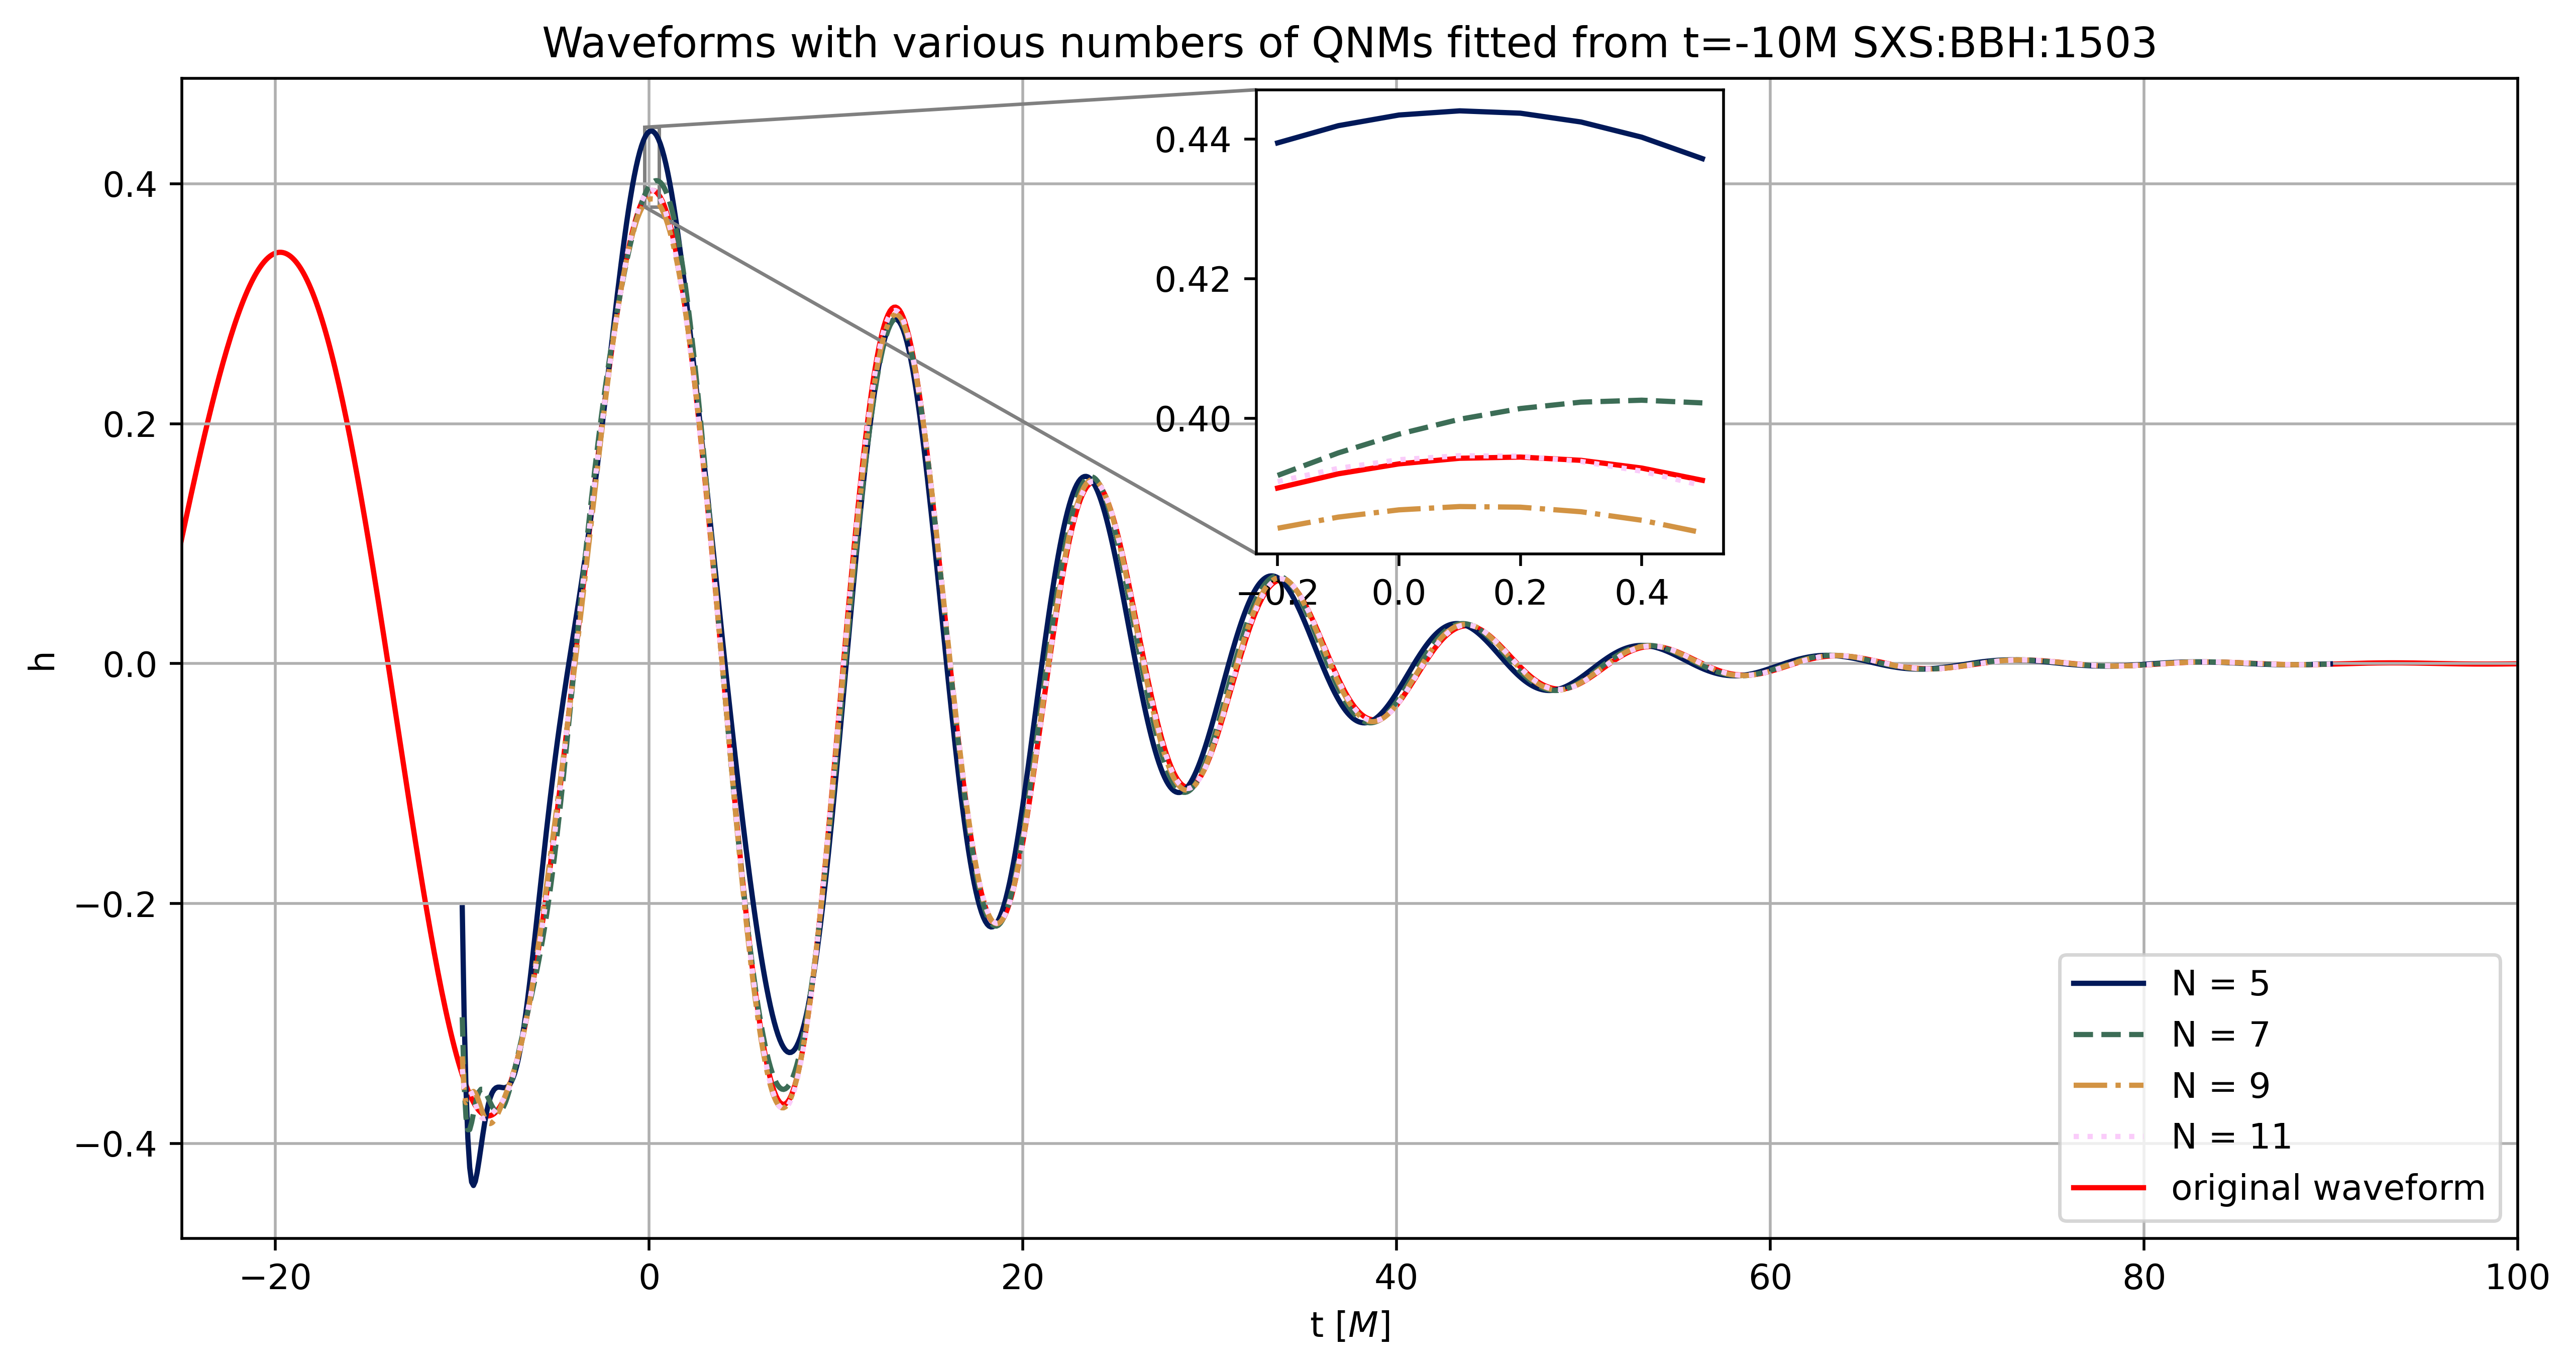 Waveforms with various numbers of QNMs fitted from t=-10M SXS:BBH:1503
0.44
0.42
0.40
−0.2 0.0 0.2 0.4
h
0.4
0.2
0.0
−0.2
−0.4
−20 0 20 40 60 80 100
t [M]
N = 5
N = 7
N = 9
N = 11
original waveform